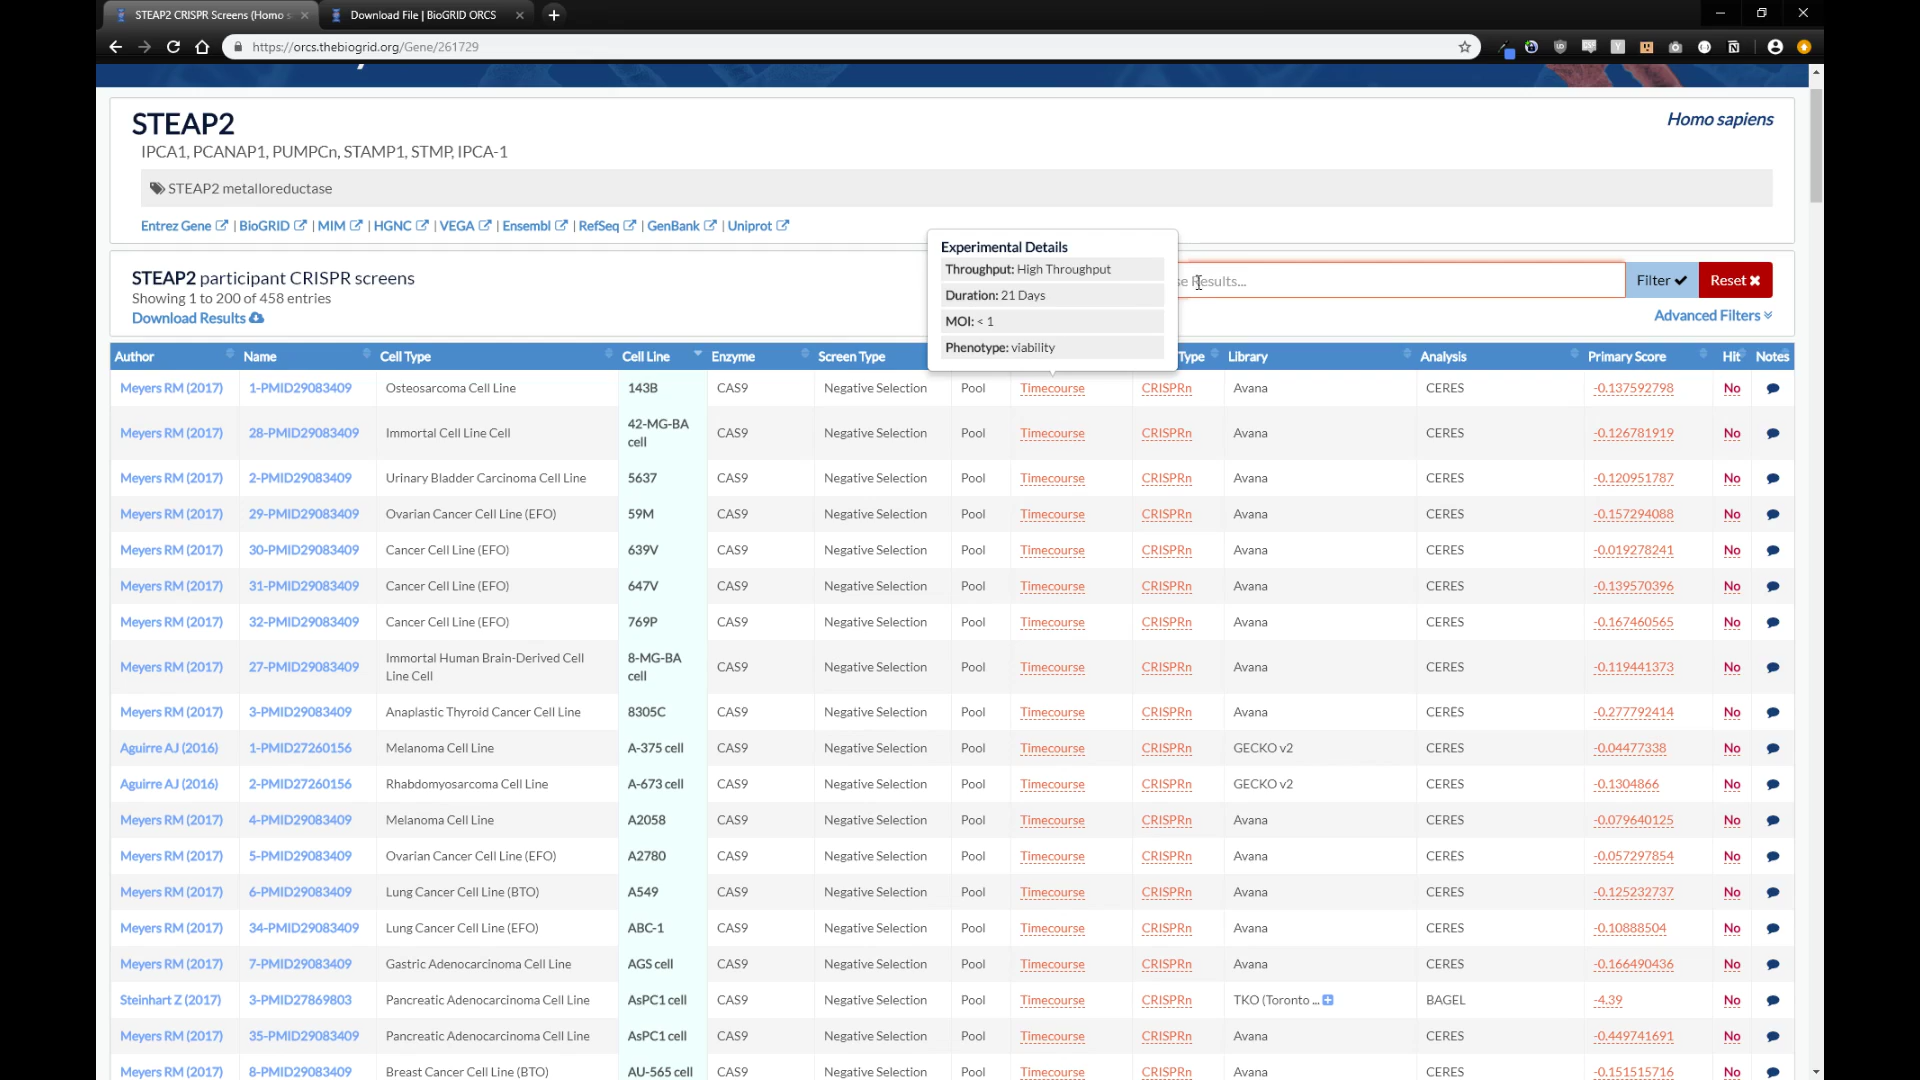 STEAP2 CRISPR Screens (Homo s
Download File | BioGRID ORCS
https://orcs.thebiogrid.org/Gene/261729
STEAP2
Homo sapiens
IPCA1, PCANAP1, PUMPCn, STAMP1, STMP, IPCA-1
STEAP2 metalloreductase
Entrez Gene | BioGRID | MIM | HGNC | VEGA | Ensembl | RefSeq | GenBank | Uniprot
STEAP2 participant CRISPR screens
Showing 1 to 200 of 458 entries
Download Results
Experimental Details
Throughput: High Throughput
Duration: 21 Days
MOI: < 1
Phenotype: viability
se Results...
Filter
Reset
Advanced Filters
Author Name Cell Type Cell Line Enzyme Screen Type Type Library Analysis Primary Score Hit Notes
Meyers RM (2017) 1-PMID29083409 Osteosarcoma Cell Line 143B CAS9 Negative Selection Pool Timecourse CRISPRn Avana CERES -0.137592798 No
Meyers RM (2017) 28-PMID29083409 Immortal Cell Line Cell 42-MG-BA cell CAS9 Negative Selection Pool Timecourse CRISPRn Avana CERES -0.126781919 No
Meyers RM (2017) 2-PMID29083409 Urinary Bladder Carcinoma Cell Line 5637 CAS9 Negative Selection Pool Timecourse CRISPRn Avana CERES -0.120951787 No
Meyers RM (2017) 29-PMID29083409 Ovarian Cancer Cell Line (EFO) 59M CAS9 Negative Selection Pool Timecourse CRISPRn Avana CERES -0.157294088 No
Meyers RM (2017) 30-PMID29083409 Cancer Cell Line (EFO) 639V CAS9 Negative Selection Pool Timecourse CRISPRn Avana CERES -0.019278241 No
Meyers RM (2017) 31-PMID29083409 Cancer Cell Line (EFO) 647V CAS9 Negative Selection Pool Timecourse CRISPRn Avana CERES -0.139570396 No
Meyers RM (2017) 32-PMID29083409 Cancer Cell Line (EFO) 769P CAS9 Negative Selection Pool Timecourse CRISPRn Avana CERES -0.167460565 No
Meyers RM (2017) 27-PMID29083409 Immortal Human Brain-Derived Cell Line Cell 8-MG-BA cell CAS9 Negative Selection Pool Timecourse CRISPRn Avana CERES -0.119441373 No
Meyers RM (2017) 3-PMID29083409 Anaplastic Thyroid Cancer Cell Line 8305C CAS9 Negative Selection Pool Timecourse CRISPRn Avana CERES -0.277792414 No
Aguirre AJ (2016) 1-PMID27260156 Melanoma Cell Line A-375 cell CAS9 Negative Selection Pool Timecourse CRISPRn GECKO v2 CERES -0.04477338 No
Aguirre AJ (2016) 2-PMID27260156 Rhabdomyosarcoma Cell Line A-673 cell CAS9 Negative Selection Pool Timecourse CRISPRn GECKO v2 CERES -0.1304866 No
Meyers RM (2017) 4-PMID29083409 Melanoma Cell Line A2058 CAS9 Negative Selection Pool Timecourse CRISPRn Avana CERES -0.079640125 No
Meyers RM (2017) 5-PMID29083409 Ovarian Cancer Cell Line (EFO) A2780 CAS9 Negative Selection Pool Timecourse CRISPRn Avana CERES -0.057297854 No
Meyers RM (2017) 6-PMID29083409 Lung Cancer Cell Line (BTO) A549 CAS9 Negative Selection Pool Timecourse CRISPRn Avana CERES -0.125232737 No
Meyers RM (2017) 34-PMID29083409 Lung Cancer Cell Line (EFO) ABC-1 CAS9 Negative Selection Pool Timecourse CRISPRn Avana CERES -0.10888504 No
Meyers RM (2017) 7-PMID29083409 Gastric Adenocarcinoma Cell Line AGS cell CAS9 Negative Selection Pool Timecourse CRISPRn Avana CERES -0.166490436 No
Steinhart Z (2017) 3-PMID27869803 Pancreatic Adenocarcinoma Cell Line AsPC1 cell CAS9 Negative Selection Pool Timecourse CRISPRn TKO (Toronto ... BAGEL -4.39 No
Meyers RM (2017) 35-PMID29083409 Pancreatic Adenocarcinoma Cell Line AsPC1 cell CAS9 Negative Selection Pool Timecourse CRISPRn Avana CERES -0.449741691 No
Meyers RM (2017) 8-PMID29083409 Breast Cancer Cell Line (BTO) AU-565 cell CAS9 Negative Selection Pool Timecourse CRISPRn Avana CERES -0.151515716 No